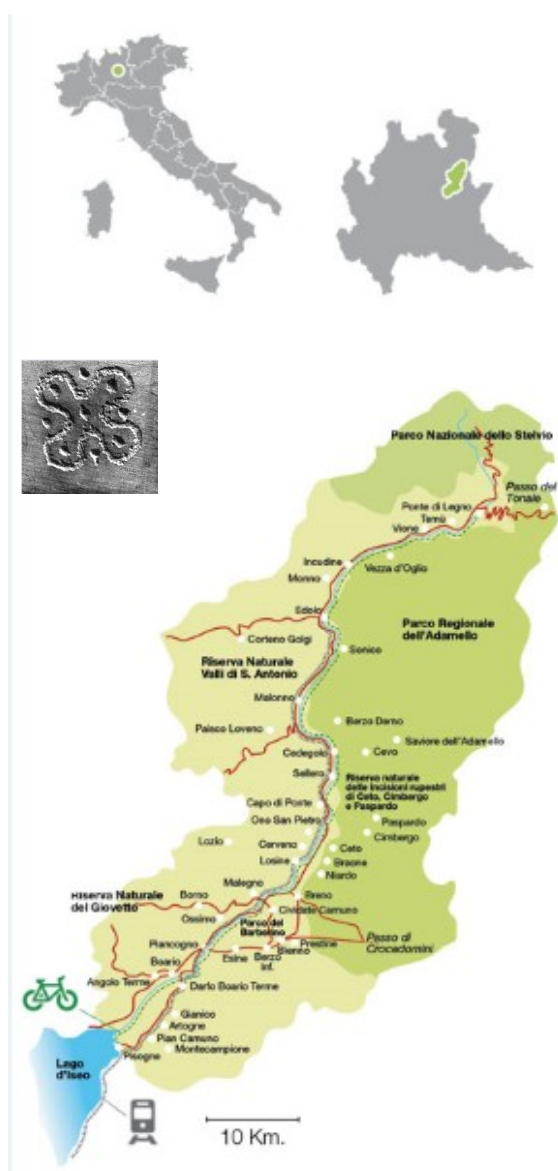 Parco Nazionale dello Stelvio
Passo del
Tonale
Ponte di Legno
Temù
Vione
Incudine
Vezza d'Oglio
Monno
Edolo
Parco Regionale
dell'Adamello
Corteno Golgi
Sonico
Riserva Naturale
Valli di S. Antonio
Malonno
Berzo Demo
Paisco Loveno
Saviore dell'Adamello
Cedegolo
Cevo
Sellero
Riserva naturale
delle incisioni rupestri
di Ceto, Cimbergo
e Paspardo
Capo di Ponte
Ono San Pietro
Paspardo
Cimbergo
Lozio
Cerveno
Ceto
Losine
Braone
Niardo
Malegno
Riserva Naturale
del Giovetto
Borno
Breno
Ossimo
Cividate Camuno
Parco del
Barberino
Piancogno
Prestine
Bienno
Passo di
Crocedomini
Esine
Berzo
Inf.
Boario
Angolo Terme
Darfo Boario Terme
Gianico
Artogne
Pian Camuno
Montecampione
Pisogne
Lago
d'Iseo
10 Km.